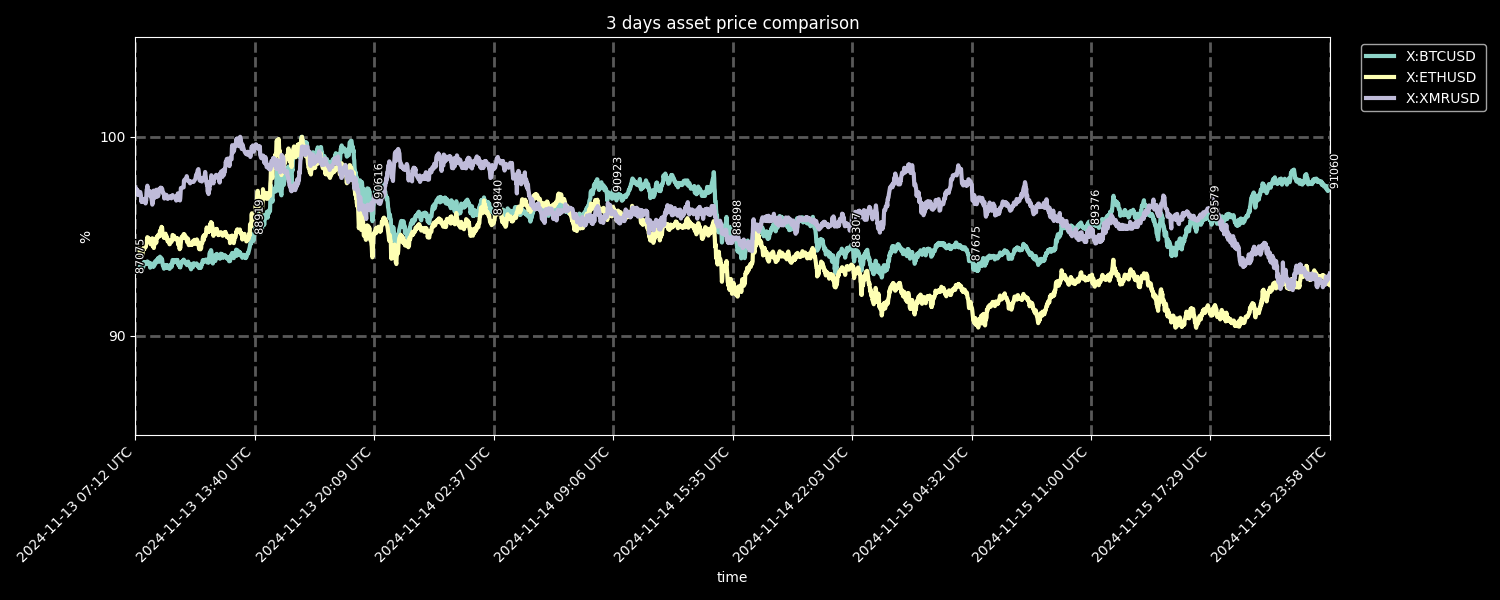 3 days asset price comparison
X:BTCUSD
X:ETHUSD
X:XMRUSD
100
90
%
87075
88919
90616
89840
90923
88898
88307
87675
89376
89579
91060
2024-11-13 07:12 UTC
2024-11-13 13:40 UTC
2024-11-13 20:09 UTC
2024-11-14 02:37 UTC
2024-11-14 09:06 UTC
2024-11-14 15:35 UTC
2024-11-14 22:03 UTC
2024-11-15 04:32 UTC
2024-11-15 11:00 UTC
2024-11-15 17:29 UTC
2024-11-15 23:58 UTC
time